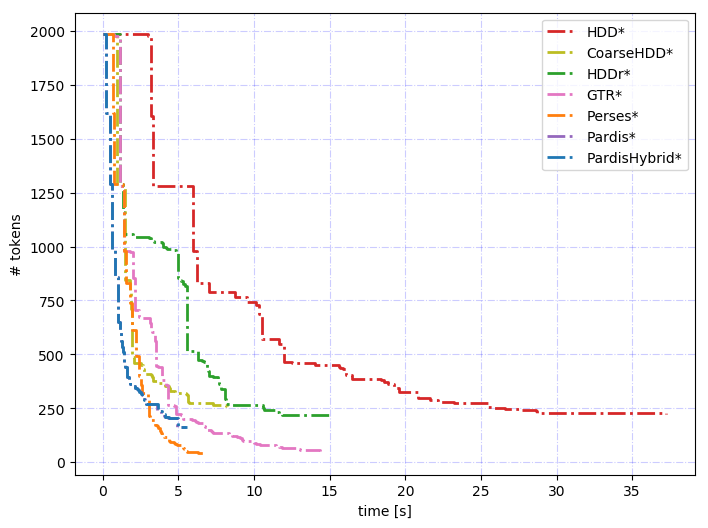 2000
1750
1500
1250
1000
750
500
250
0
# tokens
HDD*
CoarseHDD*
HDDr*
GTR*
Perses*
Pardis*
PardisHybrid*
0 5 10 15 20 25 30 35
time [s]